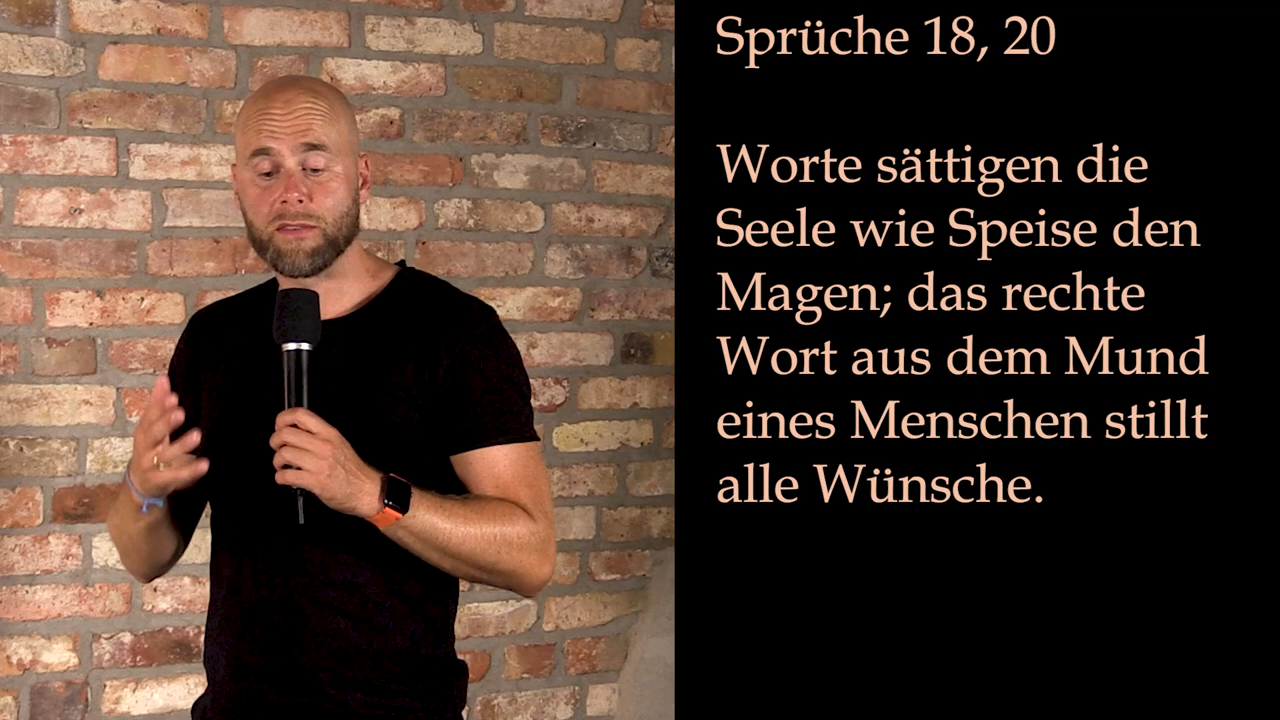 Sprüche 18, 20
Worte sättigen die
Seele wie Speise den
Magen; das rechte
Wort aus dem Mund
eines Menschen stillt
alle Wünsche.